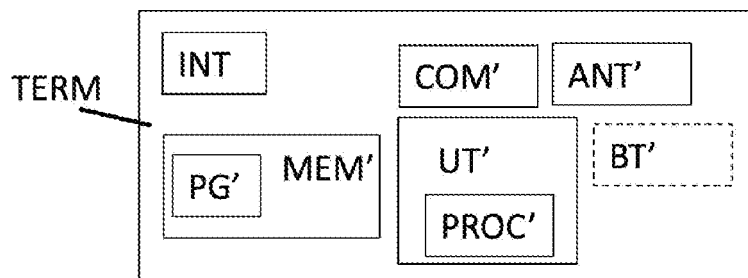 INT
COM’
ANT’
TERM
PG’
MEM’
UT’
BT’
PROC’